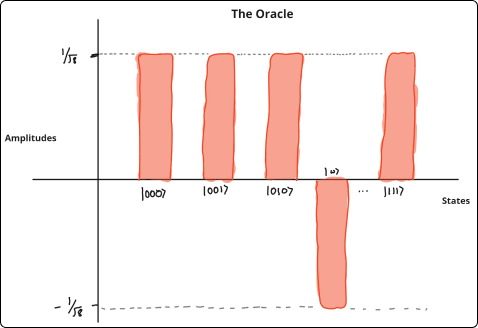 The Oracle
1/√8
Amplitudes
|000⟩ |001⟩ |010⟩ |ω⟩ ... |111⟩
States
- 1/√8